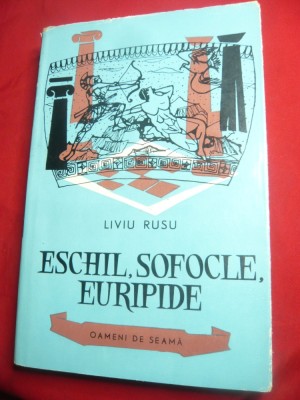 LIVIU RUSU
ESCHIL, SOFOCLE,
EURIPIDE
OAMENI DE SEAMĂ